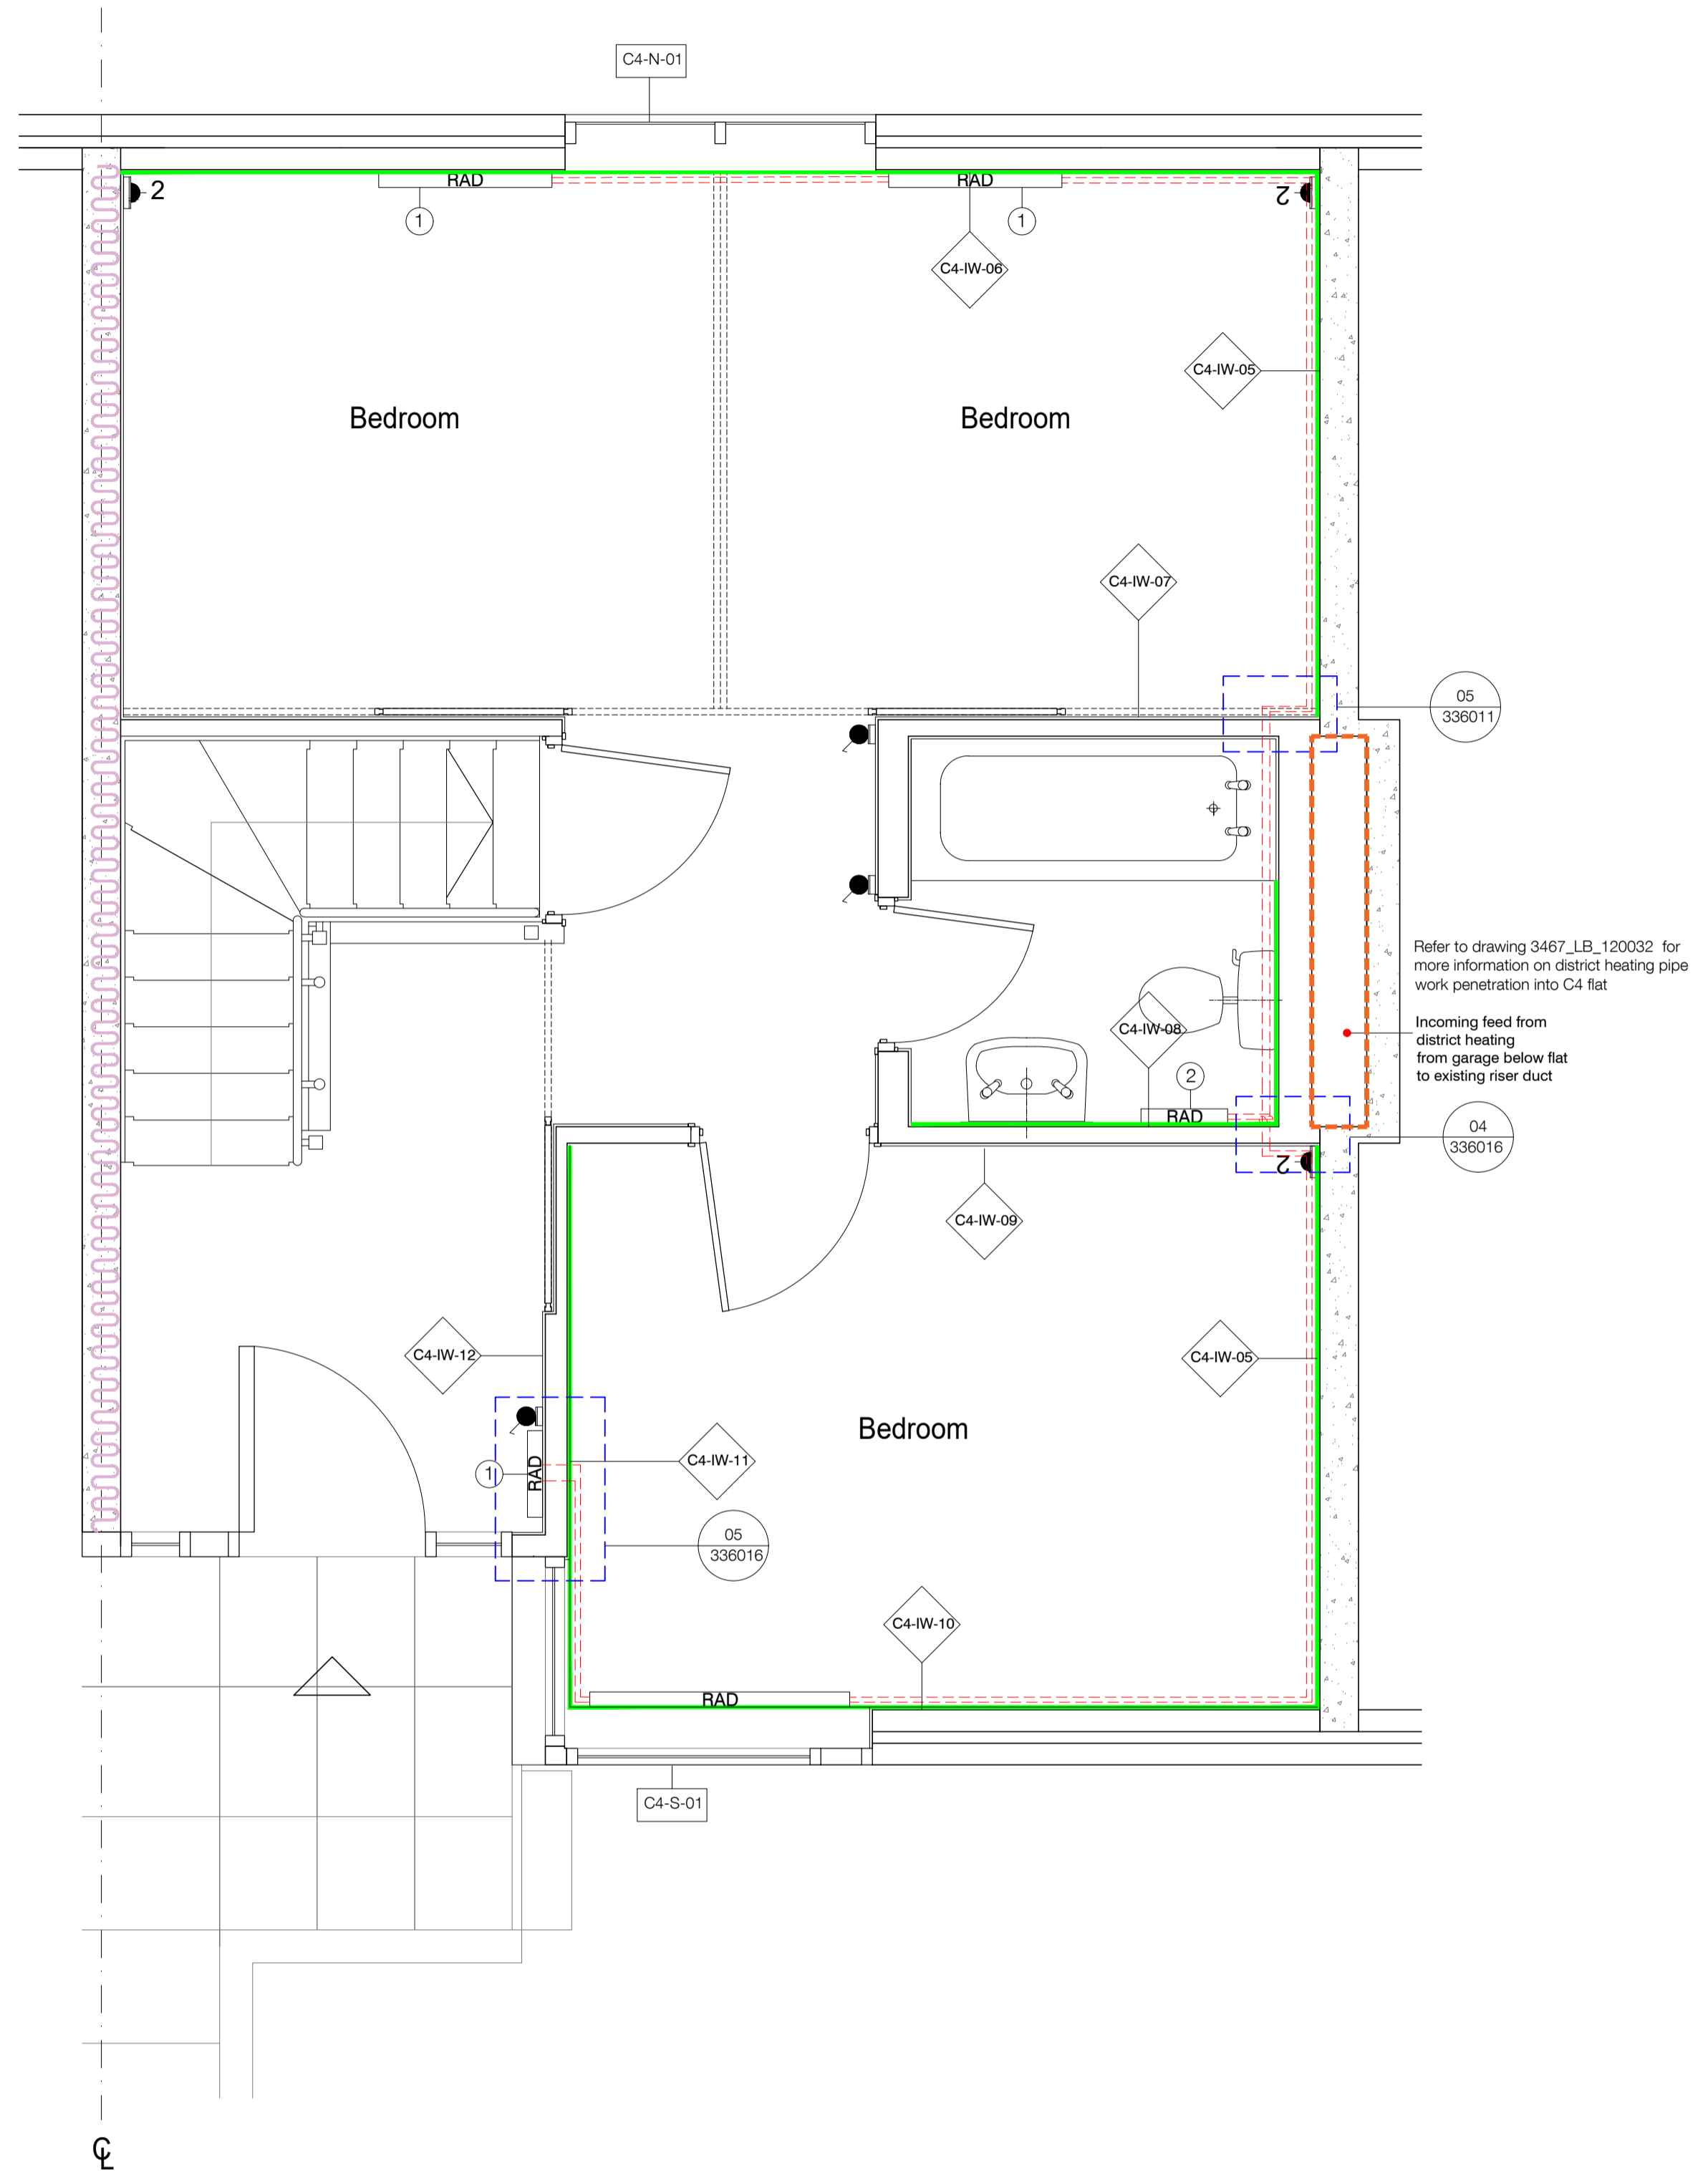 C4-N-01
RAD
RAD
2
2
1
1
C4-IW-06
C4-IW-05
Bedroom
Bedroom
C4-IW-07
05
336011
Refer to drawing 3467_LB_120032 for
more information on district heating pipe
work penetration into C4 flat
Incoming feed from
district heating
from garage below flat
to existing riser duct
C4-IW-08
2
RAD
04
336016
2
C4-IW-09
C4-IW-12
C4-IW-05
Bedroom
C4-IW-11
1
RAD
05
336016
C4-IW-10
RAD
C4-S-01
CL